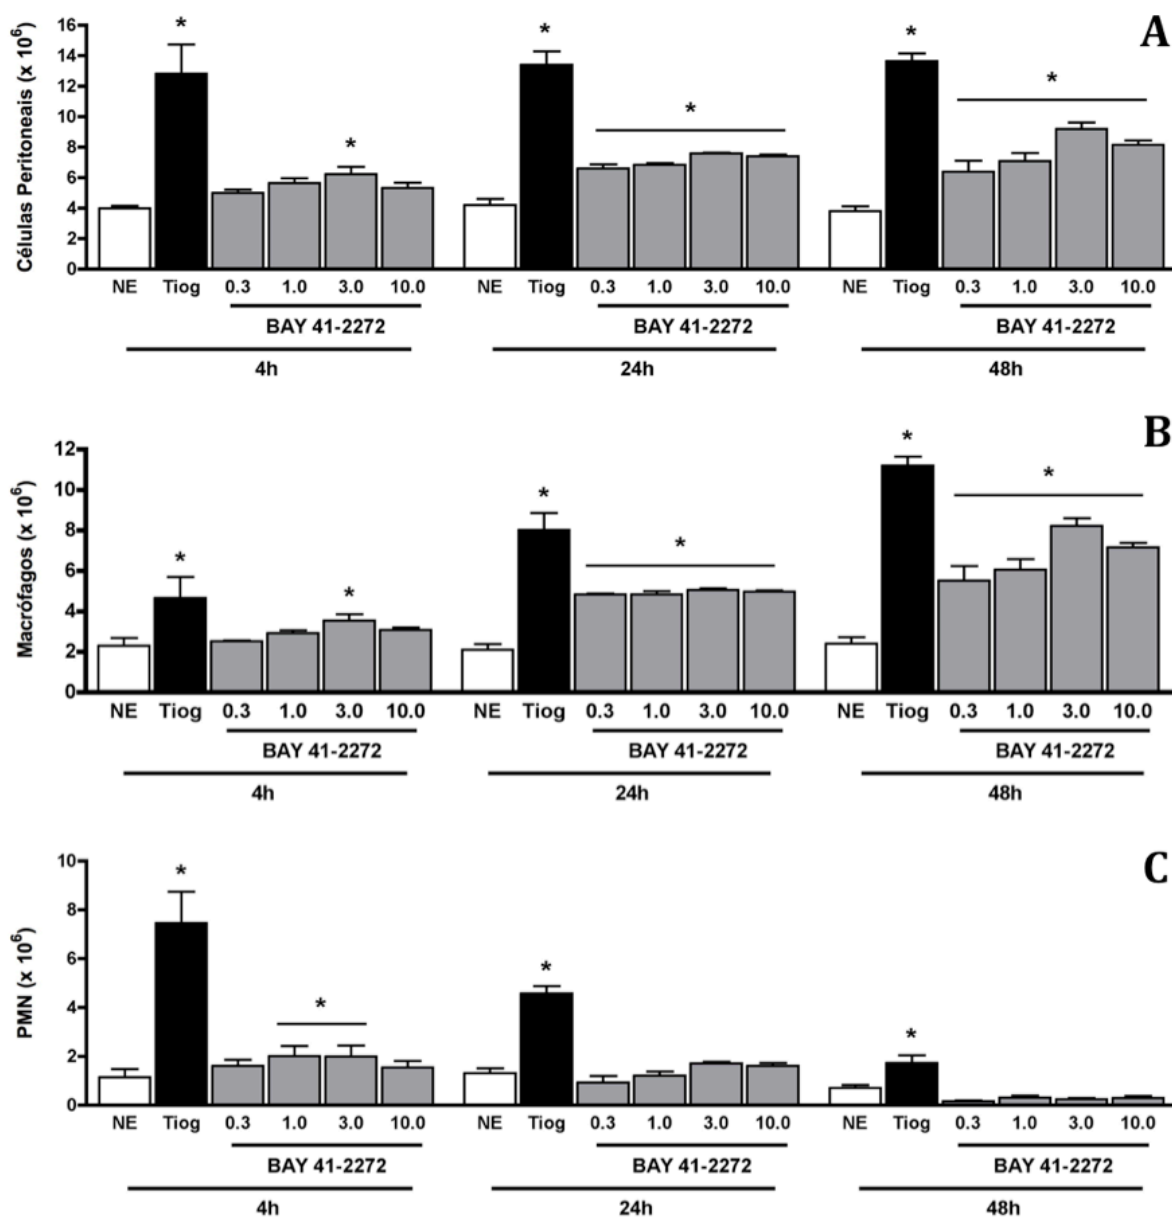 A
Células Peritoneais (x 10⁶)
16
14
12
10
8
6
4
2
0
* * * * * *
NE Tiog 0.3 1.0 3.0 10.0 NE Tiog 0.3 1.0 3.0 10.0 NE Tiog 0.3 1.0 3.0 10.0
BAY 41-2272 BAY 41-2272 BAY 41-2272
4h 24h 48h
B
Macrófagos (x 10⁶)
12
10
8
6
4
2
0
* * * * * *
NE Tiog 0.3 1.0 3.0 10.0 NE Tiog 0.3 1.0 3.0 10.0 NE Tiog 0.3 1.0 3.0 10.0
BAY 41-2272 BAY 41-2272 BAY 41-2272
4h 24h 48h
C
PMN (x 10⁶)
10
8
6
4
2
0
* * * *
NE Tiog 0.3 1.0 3.0 10.0 NE Tiog 0.3 1.0 3.0 10.0 NE Tiog 0.3 1.0 3.0 10.0
BAY 41-2272 BAY 41-2272 BAY 41-2272
4h 24h 48h